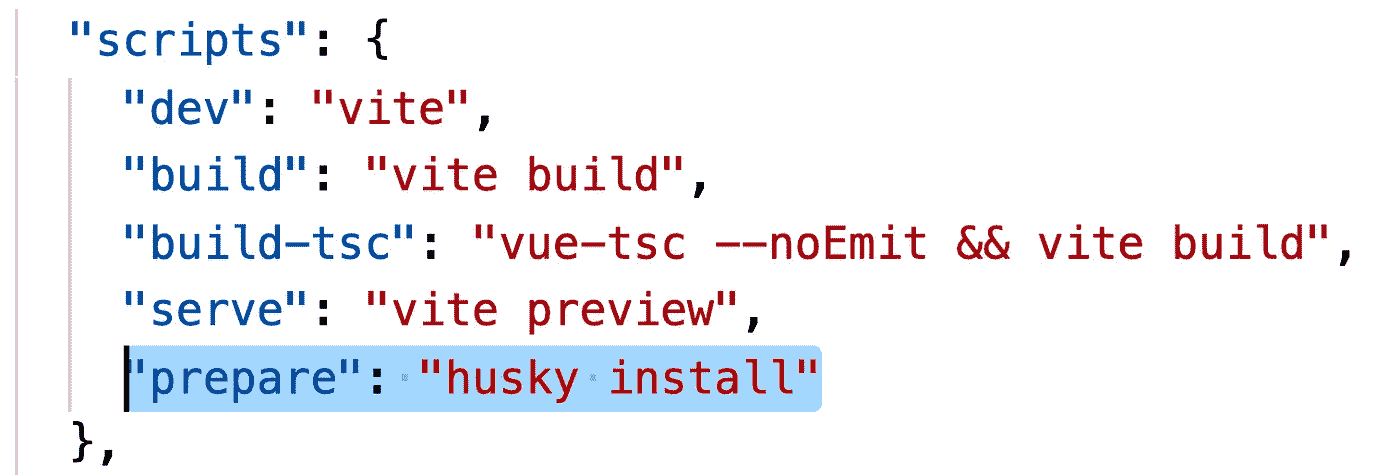 "scripts": {
"dev": "vite",
"build": "vite build",
"build-tsc": "vue-tsc --noEmit && vite build",
"serve": "vite preview",
"prepare": "husky install"
},